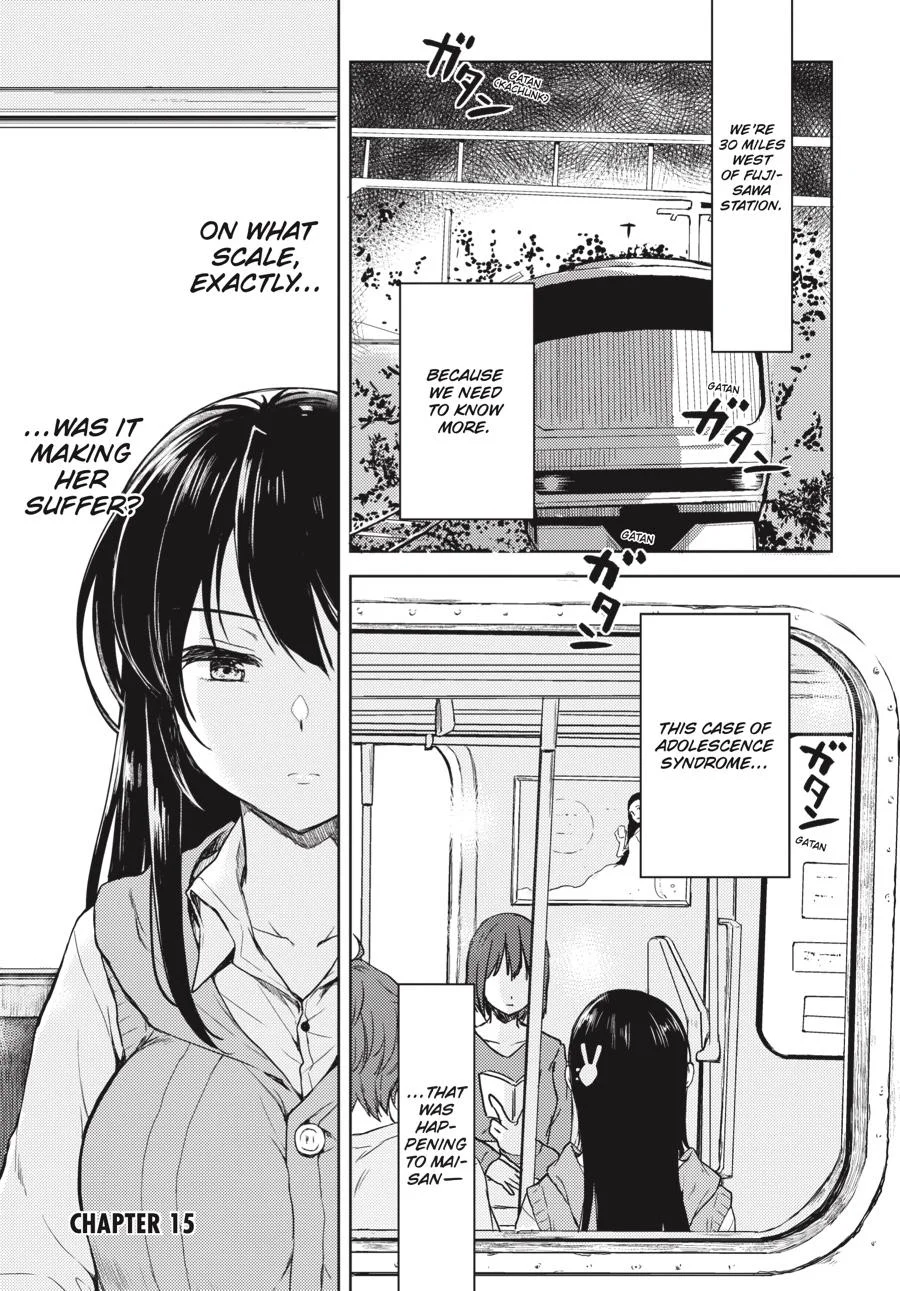 ガタン
GATAN
(KACHUNK)
WE'RE
30 MILES
WEST
OF FUJI-
SAWA
STATION.
BECAUSE
WE NEED
TO KNOW
MORE.
GATAN
ガタン
GATAN
ガタン
THIS CASE OF
ADOLESCENCE
SYNDROME...
ガタン
GATAN
...THAT
WAS
HAP-
PENING
TO MAI-
SAN—
ON WHAT
SCALE,
EXACTLY...
...WAS IT
MAKING
HER
SUFFER?
CHAPTER 15